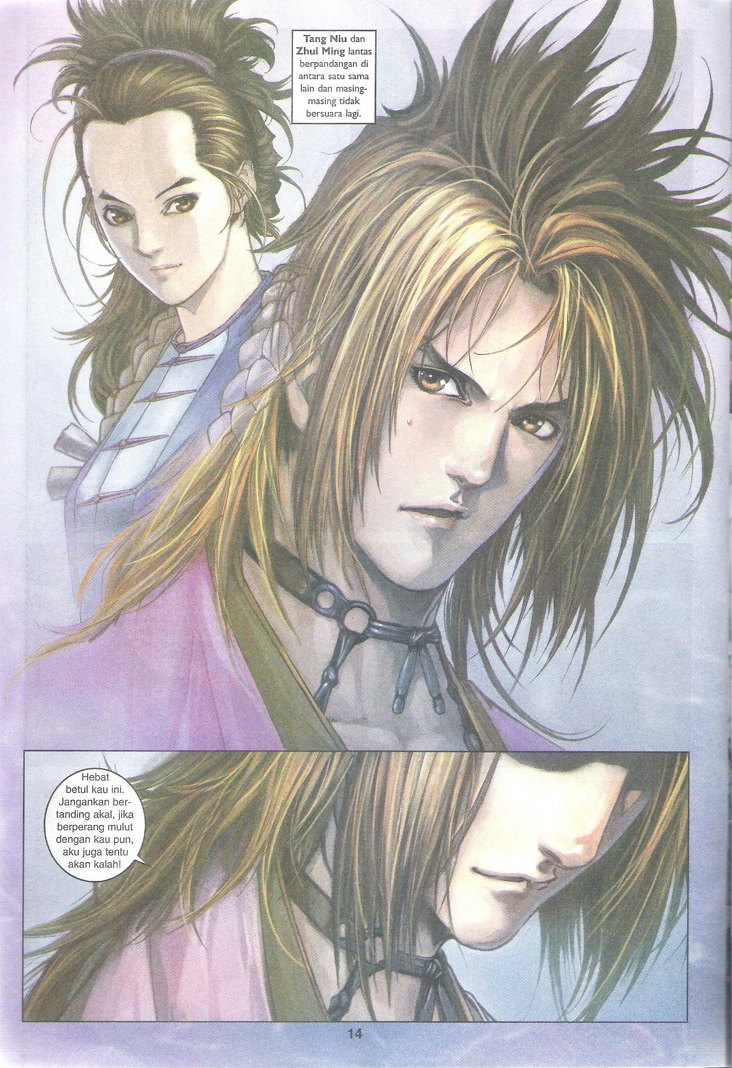 Tang Niu dan
Zhui Ming lantas
berpandangan di
antara satu sama
lain dan masing-
masing tidak
bersuara lagi.
Hebat
betul kau ini.
Jangankan ber-
tanding akal, jika
berperang mulut
dengan kau pun,
aku juga tentu
akan kalah!
14